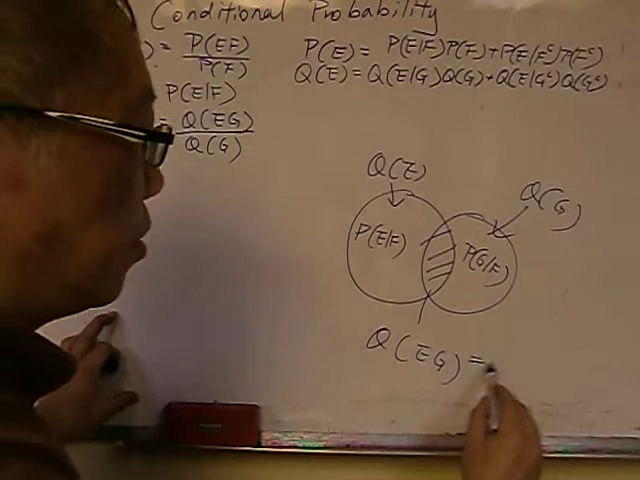 Conditional Probability
) = P(EF) / P(F)
P(E) = P(E|F)P(F)+P(E|F^c)P(F^c)
Q(E) = Q(E|G)Q(G)+Q(E|G^c)Q(G^c)
P(E|F)
= Q(EG) / Q(G)
Q(E)
Q(G)
P(E|F)
P(G|F)
Q(EG) =